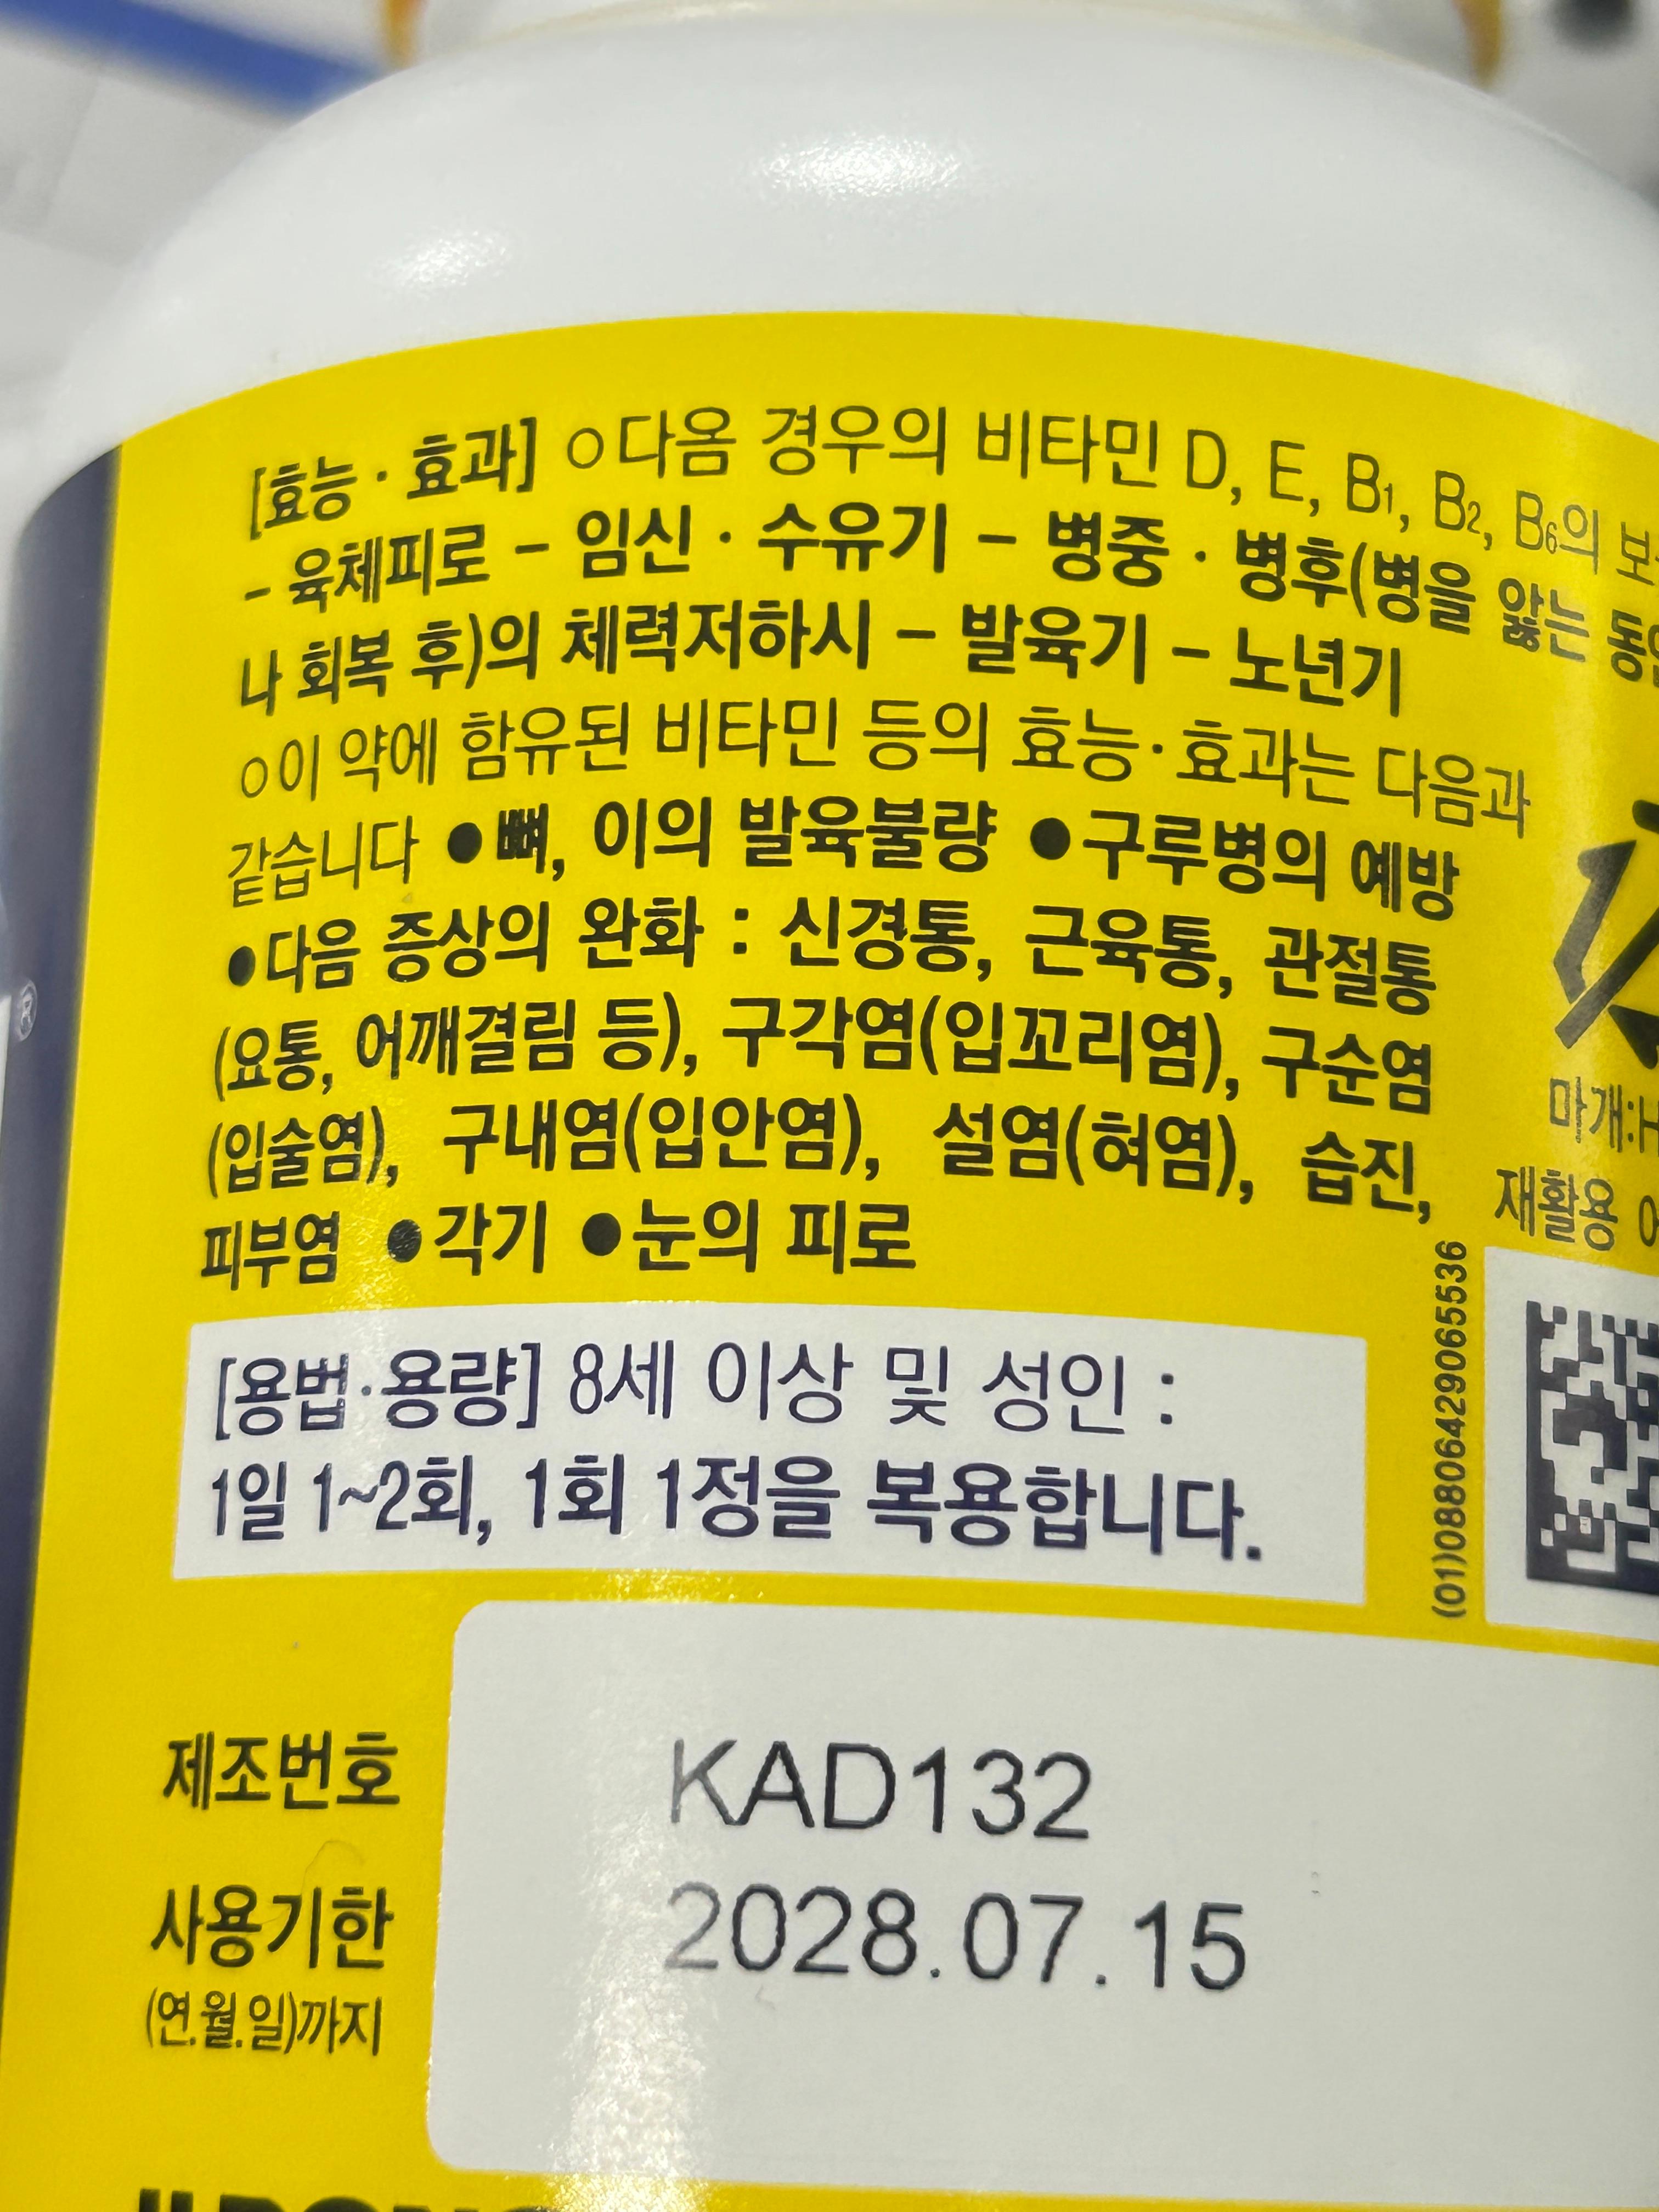 [효능·효과] ○다옴 경우의 비타민 D, E, B1, B2, B6의
- 육체피로 - 임신·수유기 - 병중·병후(병을 앓는
나 회복 후)의 체력저하시 - 발육기 - 노년기
○이 약에 함유된 비타민 등의 효능·효과는 다음과
같습니다 ●뼈, 이의 발육불량 ●구루병의 예방
●다음 증상의 완화 : 신경통, 근육통, 관절통
(요통, 어깨결림 등), 구각염(입꼬리염), 구순염
(입술염), 구내염(입안염), 설염(혀염), 습진,
피부염 ●각기 ●눈의 피로
[용법·용량] 8세 이상 및 성인 :
1일 1~2회, 1회 1정을 복용합니다.
마개:
재활용
(01)08806429065536
제조번호 KAD132
사용기한 2028.07.15
(연.월.일)까지
®